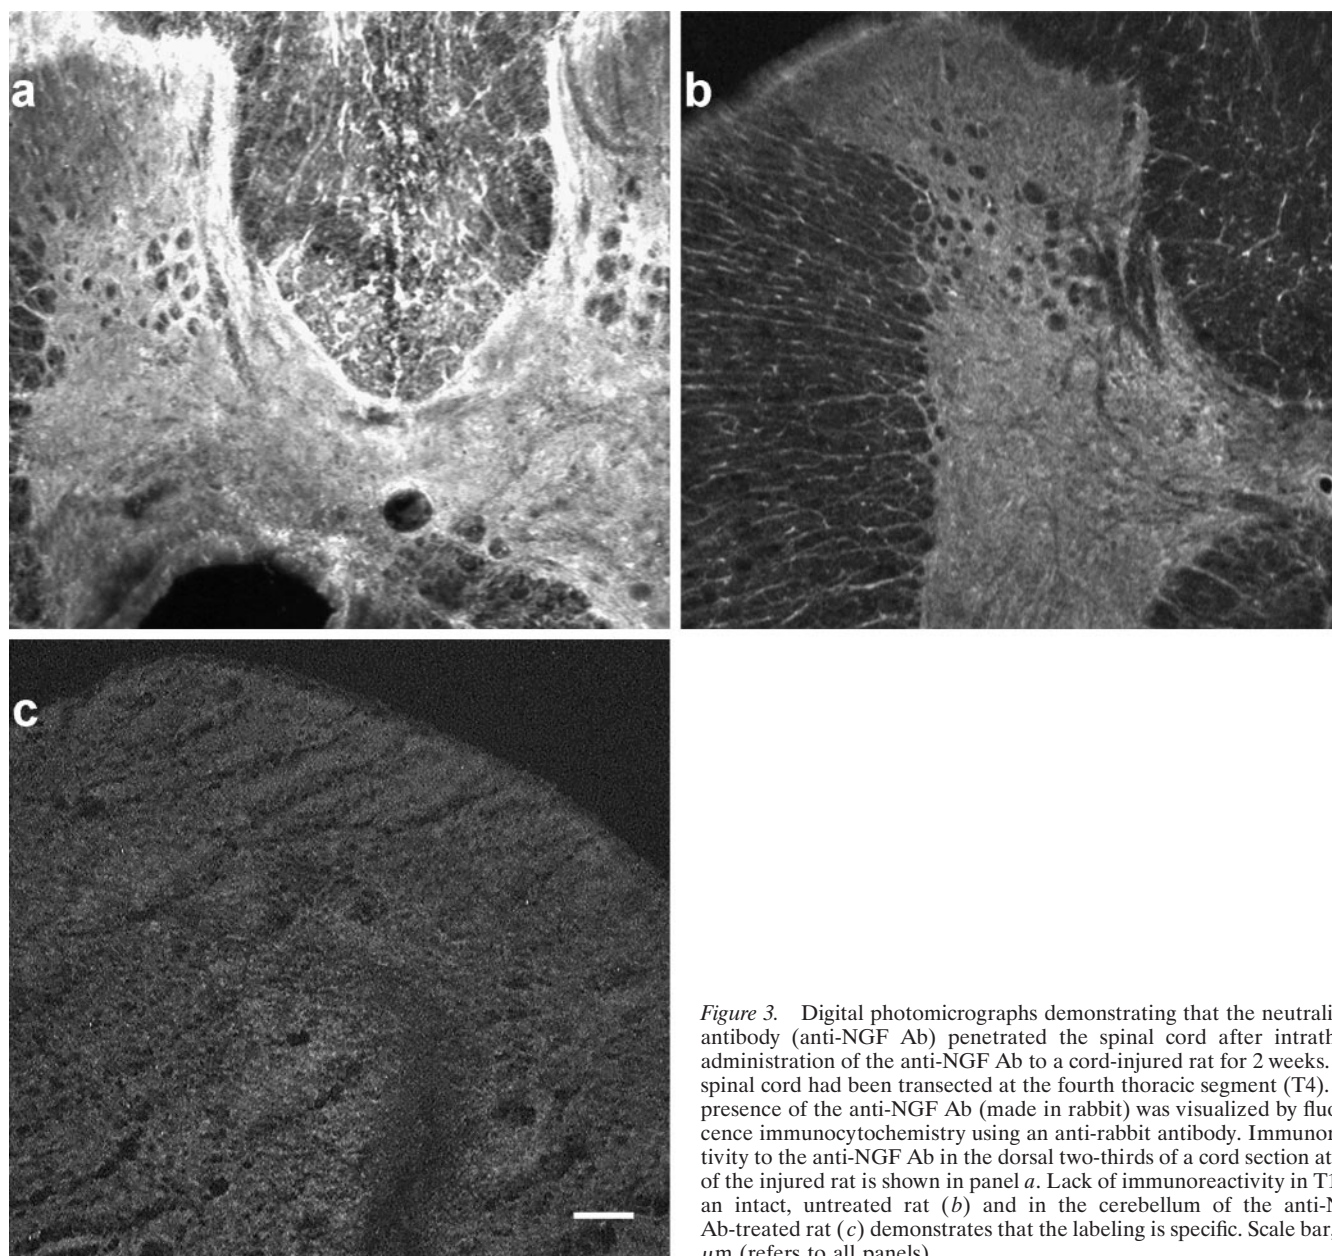 a
b
c
Figure 3. Digital photomicrographs demonstrating that the
antibody (anti-NGF Ab) penetrated the spinal cord after
administration of the anti-NGF Ab to a cord-injured rat for 2 weeks.
spinal cord had been transected at the fourth thoracic segment (T4).
presence of the anti-NGF Ab (made in rabbit) was visualized by
cence immunocytochemistry using an anti-rabbit antibody.
tivity to the anti-NGF Ab in the dorsal two-thirds of a cord section at
of the injured rat is shown in panel a. Lack of immunoreactivity in
an intact, untreated rat (b) and in the cerebellum of the
Ab-treated rat (c) demonstrates that the labeling is specific. Scale bar,
μm (refers to all panels)